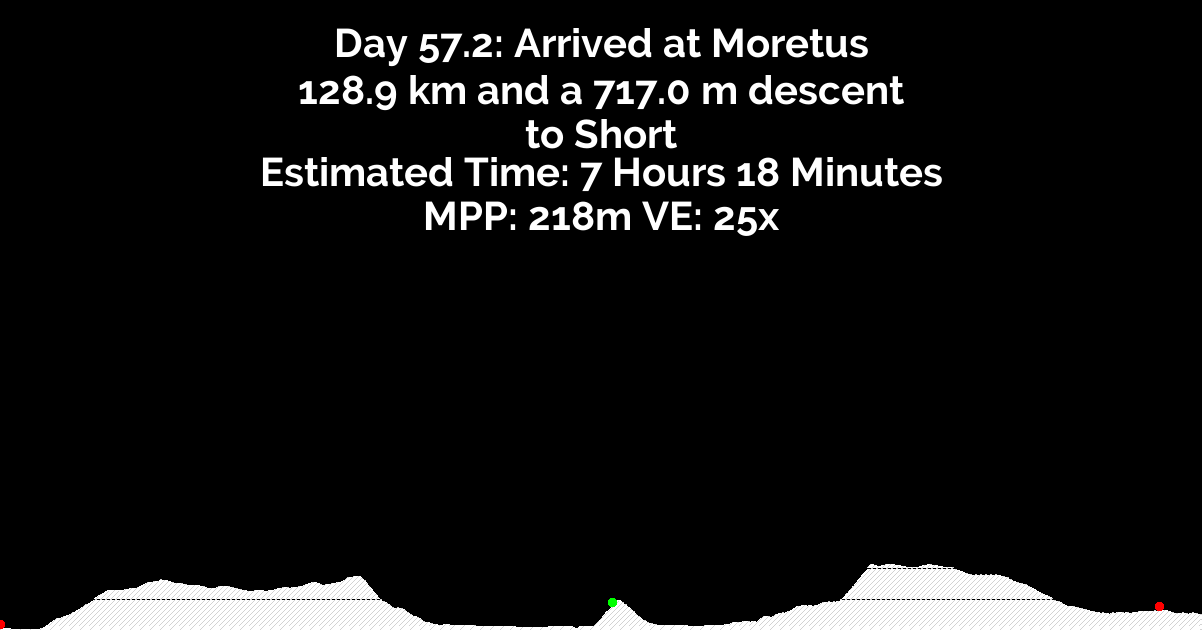 Day 57.2: Arrived at Moretus
128.9 km and a 717.0 m descent
to Short
Estimated Time: 7 Hours 18 Minutes
MPP: 218m VE: 25x